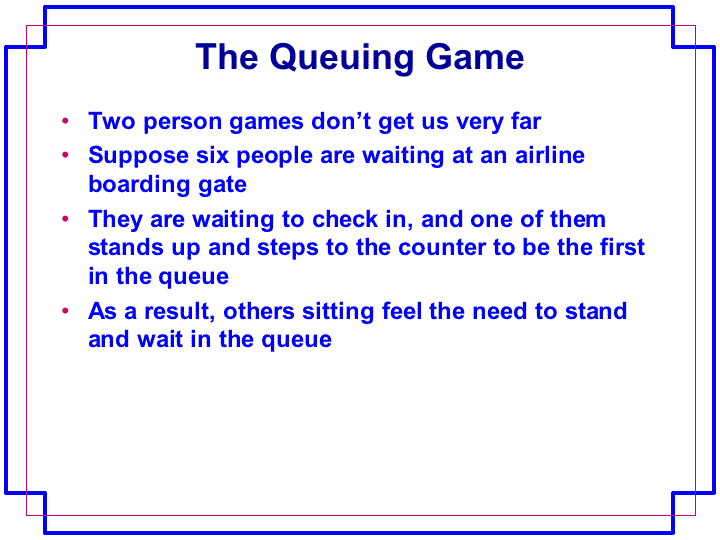 The Queuing Game
• Two person games don’t get us very far
• Suppose six people are waiting at an airline
boarding gate
• They are waiting to check in, and one of them
stands up and steps to the counter to be the first
in the queue
• As a result, others sitting feel the need to stand
and wait in the queue